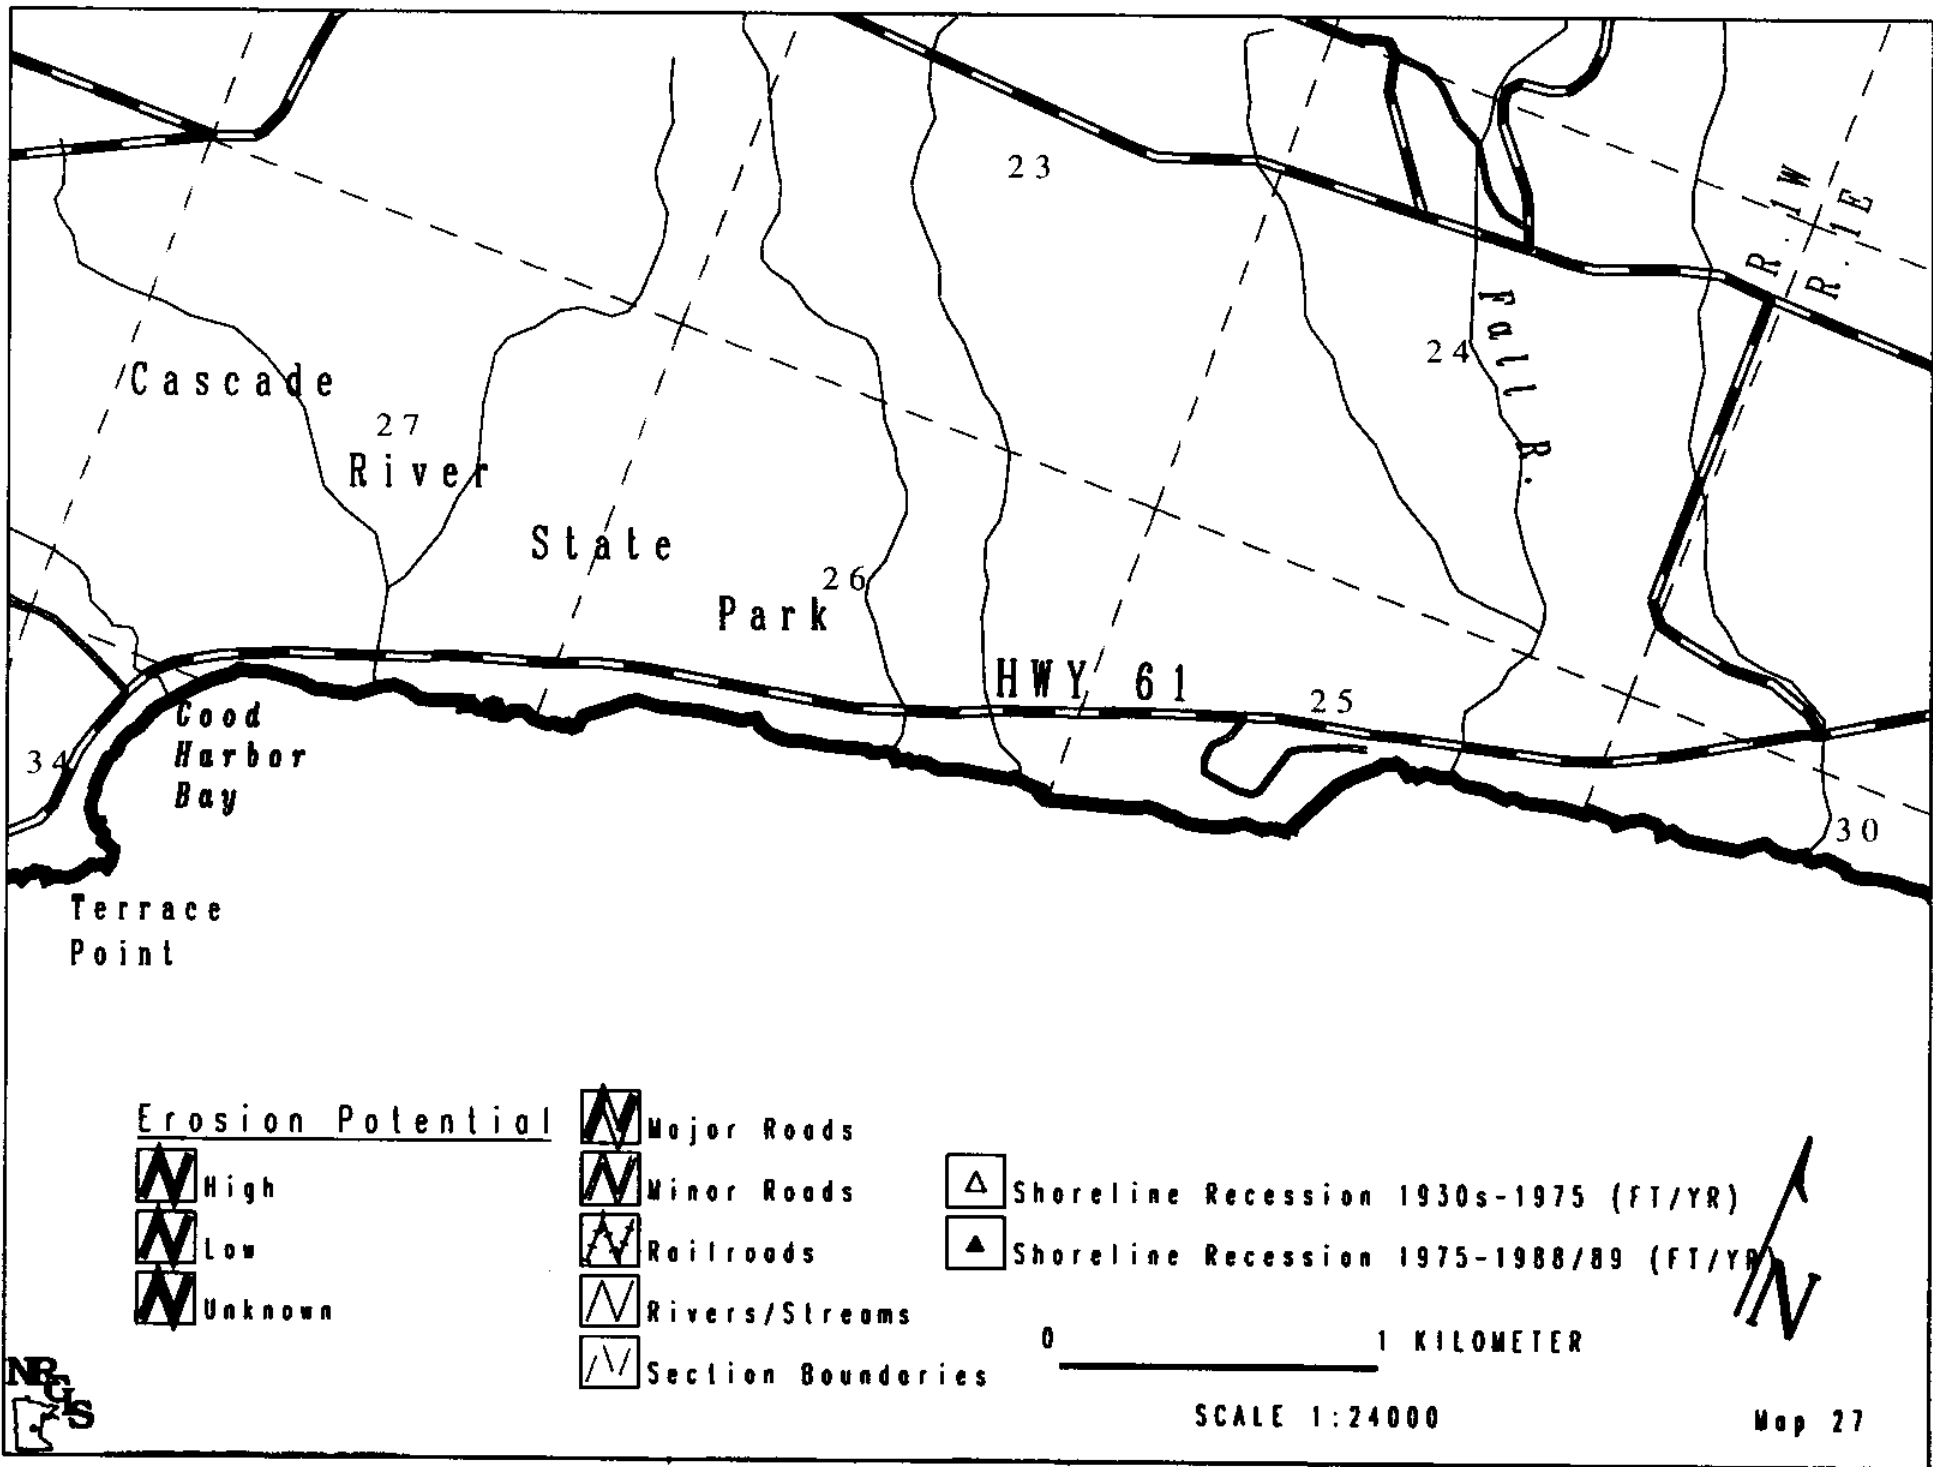 23
R. 1W
R. 1E
Fall R.
24
Cascade
27
River
State
26
Park
HWY 61
25
Good
Harbor
Bay
34
30
Terrace
Point
Erosion Potential
High
Low
Unknown
Major Roads
Minor Roads
Railroads
Rivers/Streams
Section Boundaries
Shoreline Recession 1930s-1975 (FT/YR)
Shoreline Recession 1975-1988/89 (FT/YR)
N
0 1 KILOMETER
SCALE 1:24000
Map 27
NRGIS